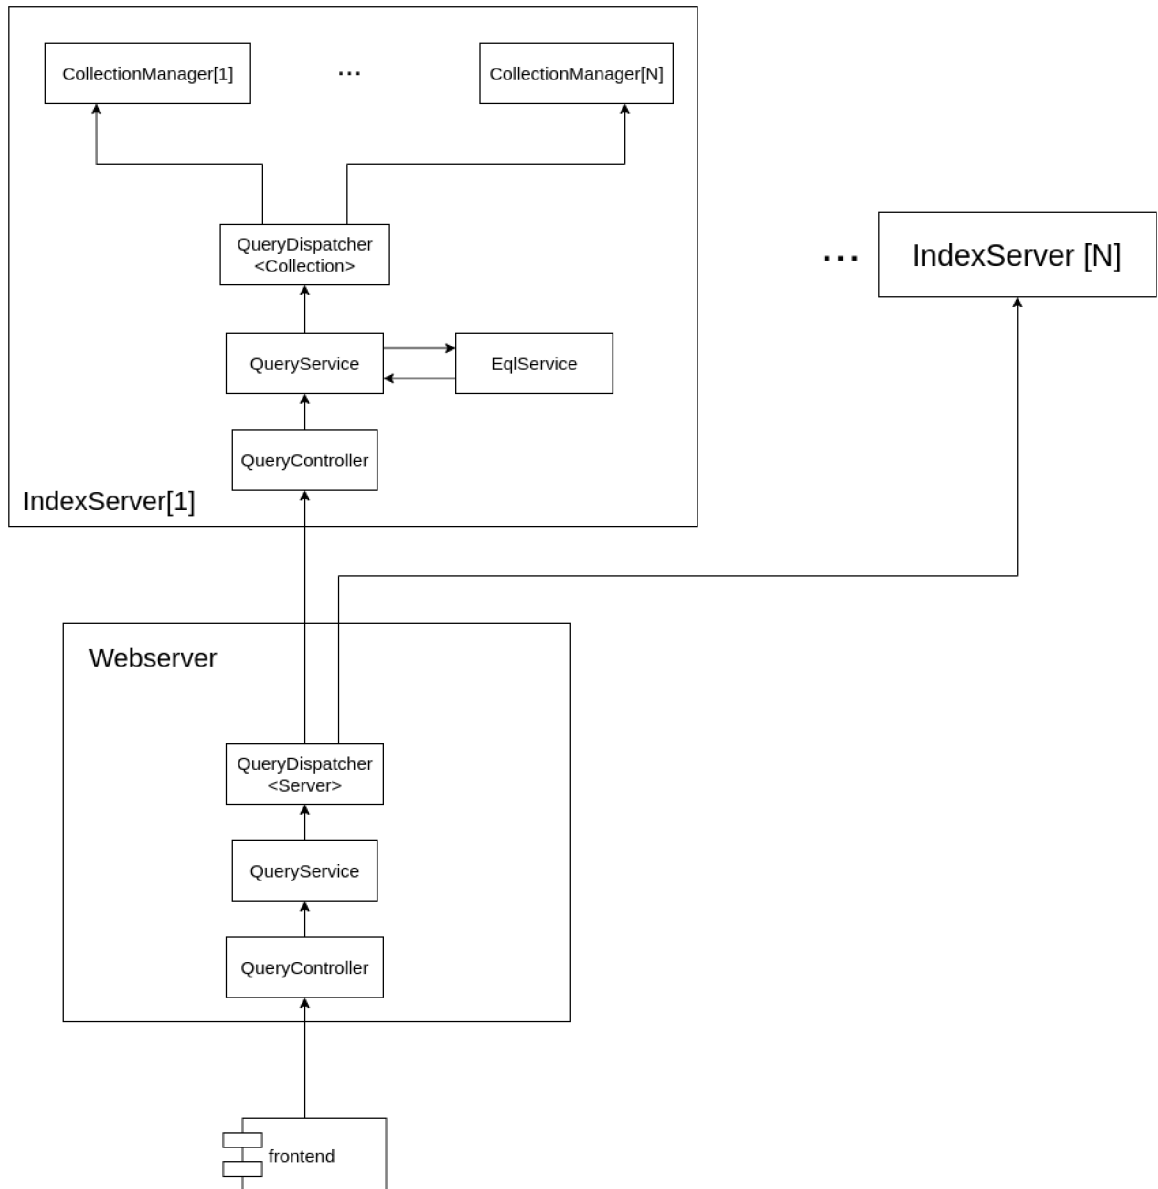 CollectionManager[1]
...
CollectionManager[N]
QueryDispatcher
<Collection>
... IndexServer [N]
QueryService
EqlService
QueryController
IndexServer[1]
Webserver
QueryDispatcher
<Server>
QueryService
QueryController
frontend